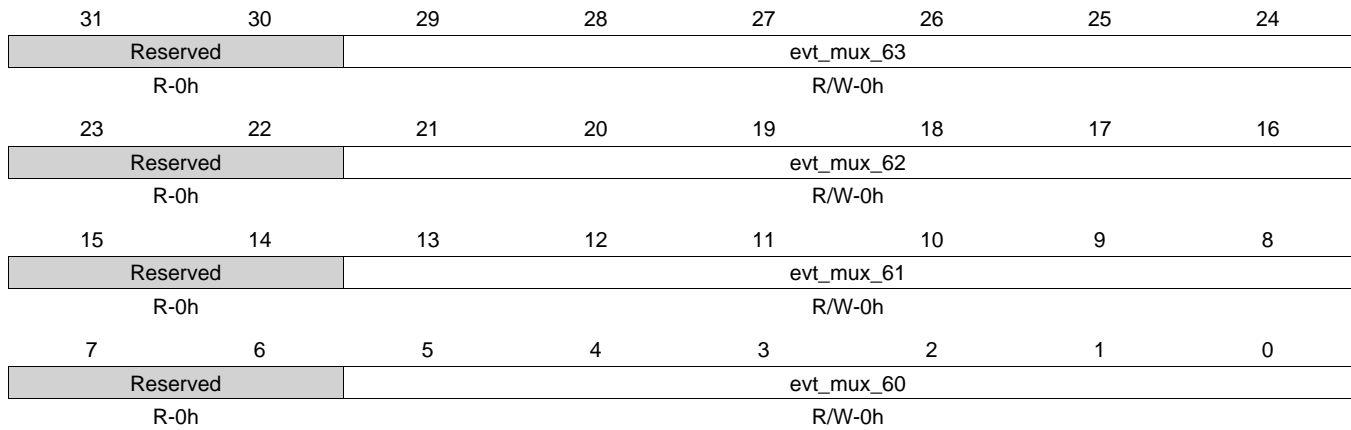 31 30 29 28 27 26 25 24
Reserved evt_mux_63
R-0h R/W-0h
23 22 21 20 19 18 17 16
Reserved evt_mux_62
R-0h R/W-0h
15 14 13 12 11 10 9 8
Reserved evt_mux_61
R-0h R/W-0h
7 6 5 4 3 2 1 0
Reserved evt_mux_60
R-0h R/W-0h